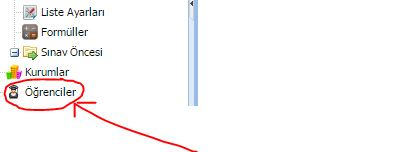 Liste Ayarları
Formüller
Sınav Öncesi
Kurumlar
Öğrenciler